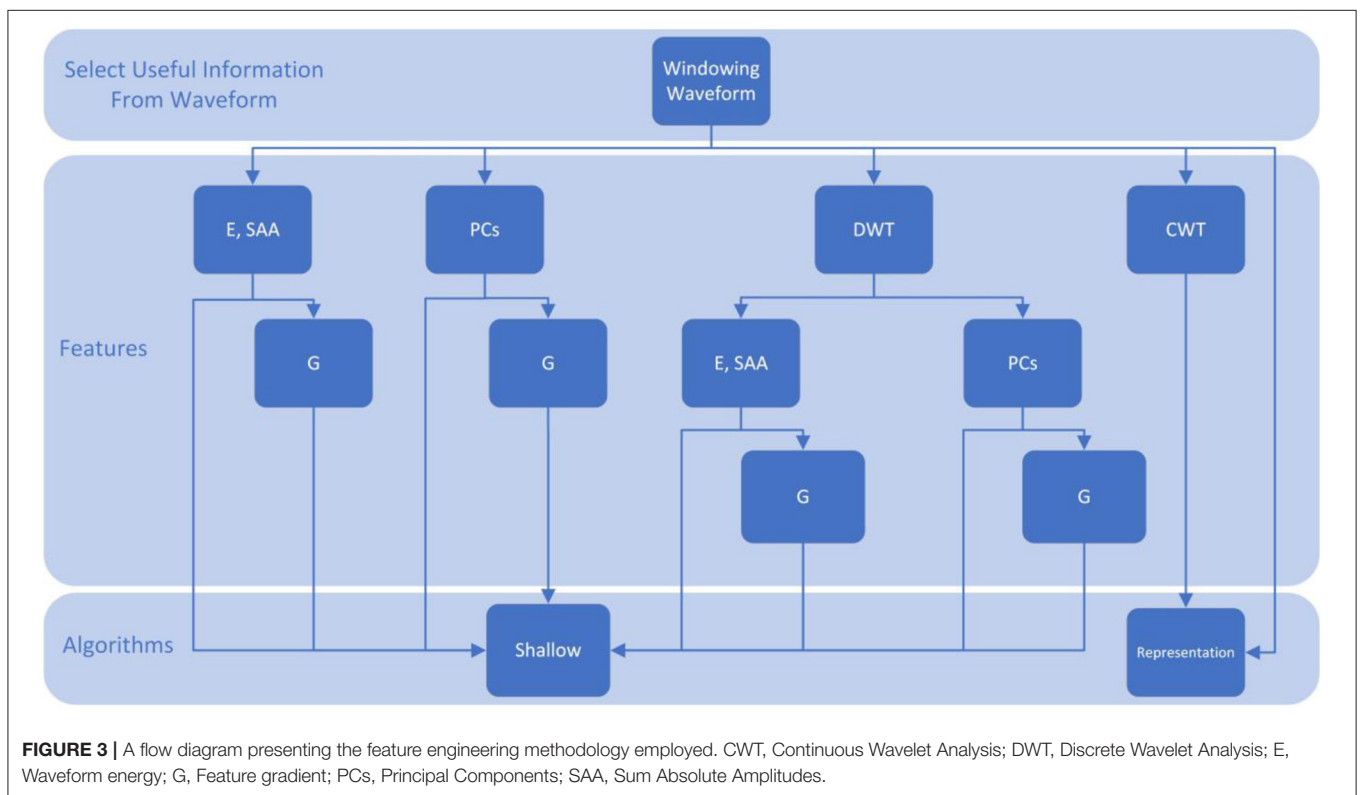 Select Useful Information
From Waveform
Windowing
Waveform
E, SAA
PCs
DWT
CWT
Features
G
G
E, SAA
PCs
G
G
Algorithms
Shallow
Representation
FIGURE 3 | A flow diagram presenting the feature engineering methodology employed. CWT, Continuous Wavelet Analysis; DWT, Discrete Wavelet Analysis; E,
Waveform energy; G, Feature gradient; PCs, Principal Components; SAA, Sum Absolute Amplitudes.